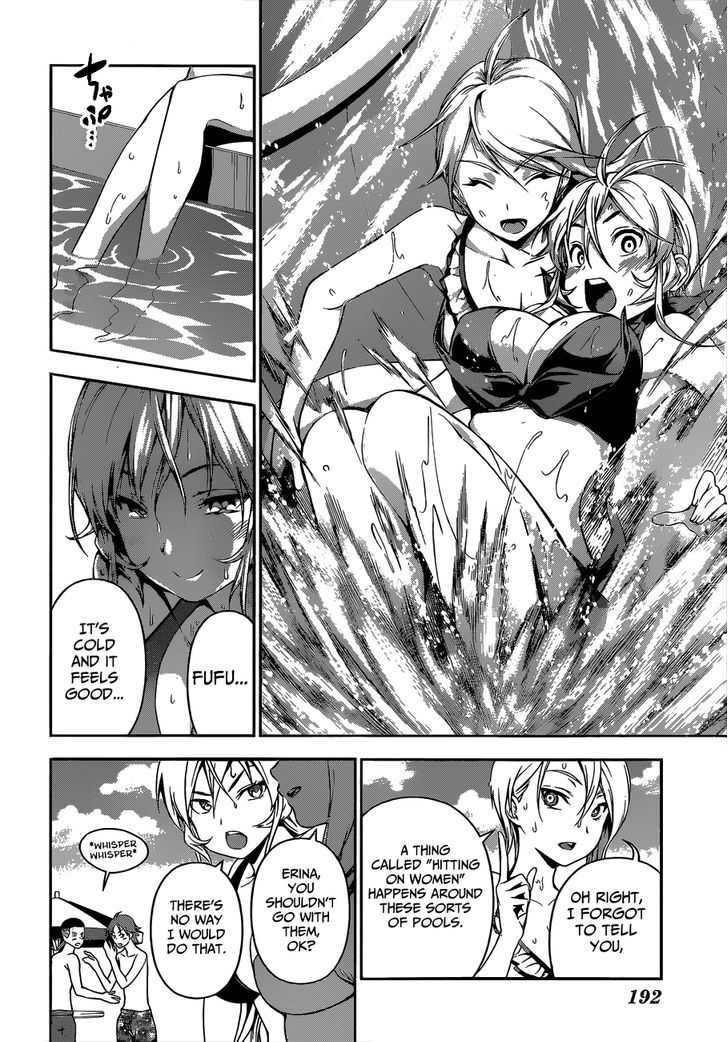 ちゃぷ…
FUFU...
IT'S
COLD
AND IT
FEELS
GOOD...
OH RIGHT,
I FORGOT
TO TELL
YOU,
A THING
CALLED "HITTING
ON WOMEN"
HAPPENS AROUND
THESE SORTS
OF POOLS.
ERINA,
YOU
SHOULDN'T
GO WITH
THEM,
OK?
THERE'S
NO WAY I
WOULD
DO THAT.
*WHISPER
WHISPER*
192